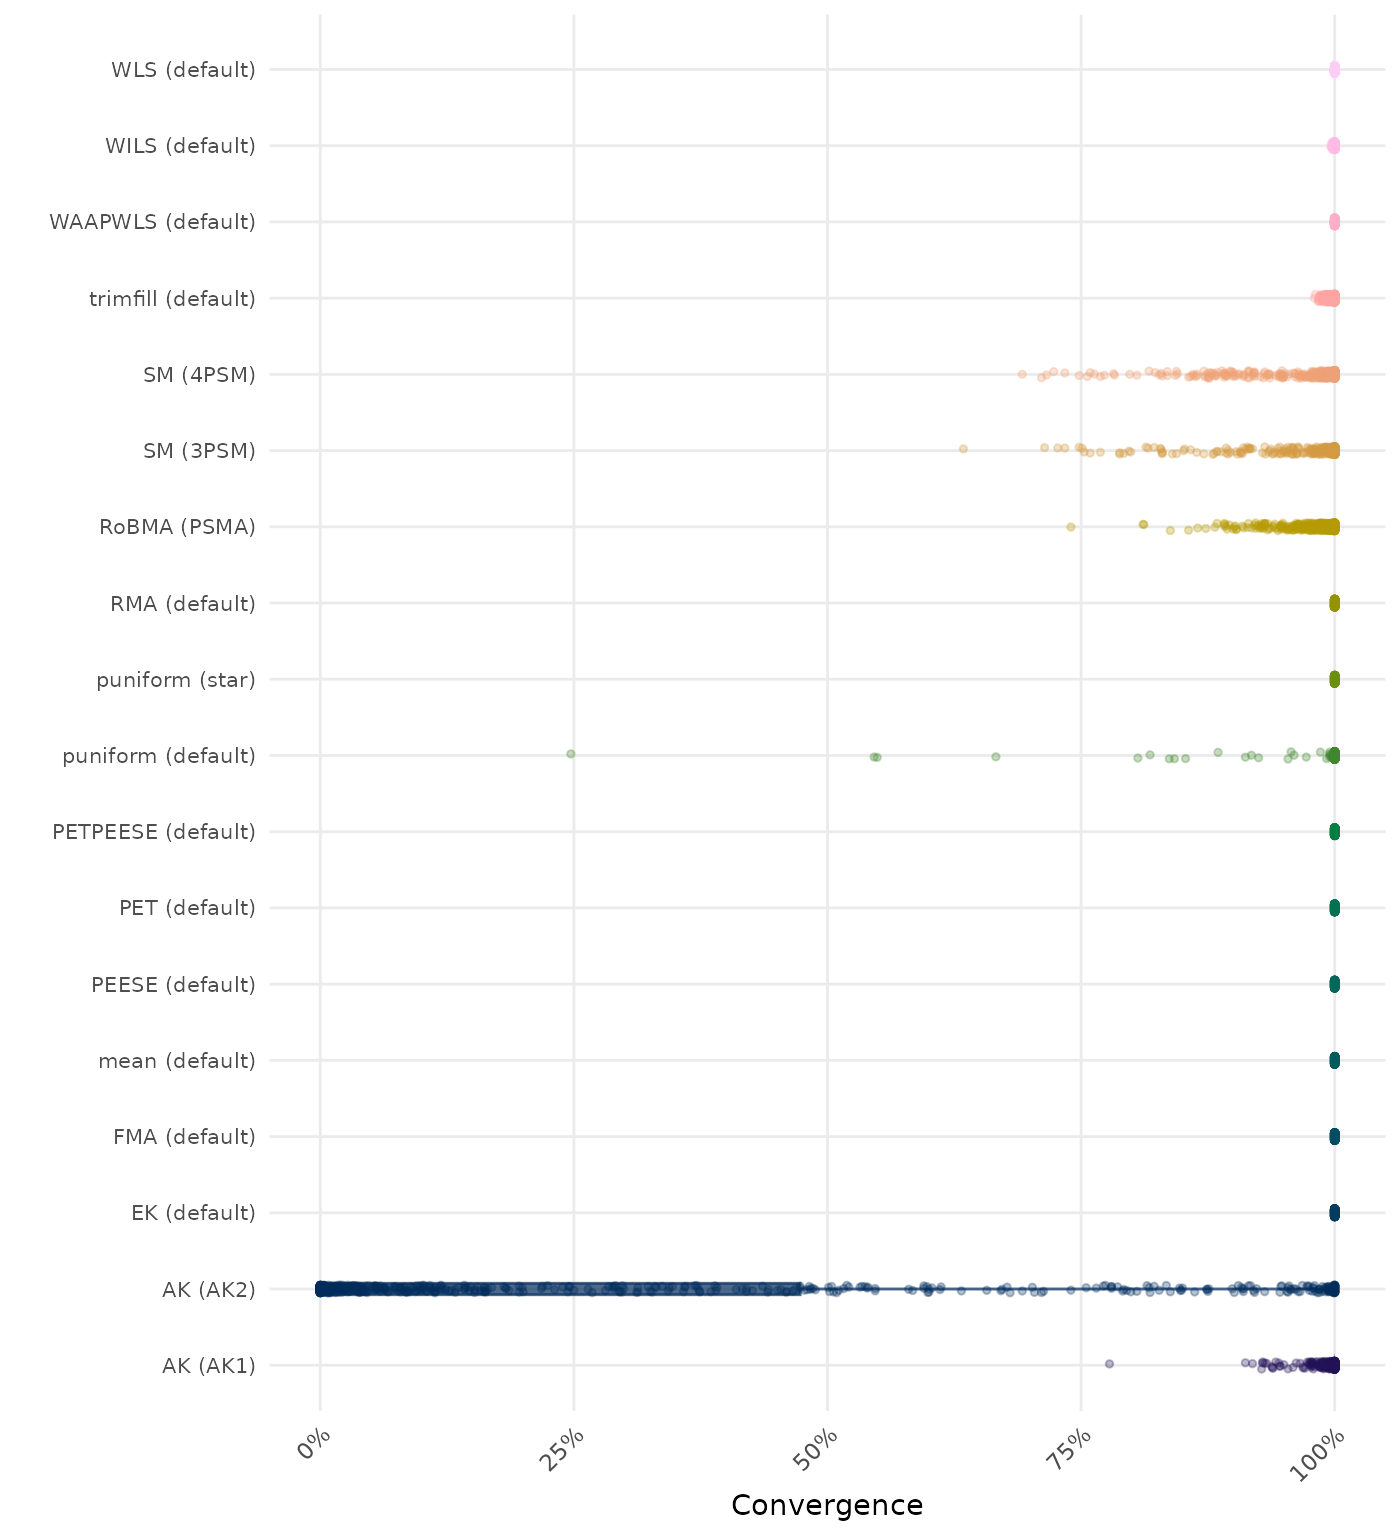 WLS (default)
WILS (default)
WAAPWLS (default)
trimfill (default)
SM (4PSM)
SM (3PSM)
RoBMA (PSMA)
RMA (default)
puniform (star)
puniform (default)
PETPEESE (default)
PET (default)
PEESE (default)
mean (default)
FMA (default)
EK (default)
AK (AK2)
AK (AK1)
0%
25%
50%
75%
100%
Convergence